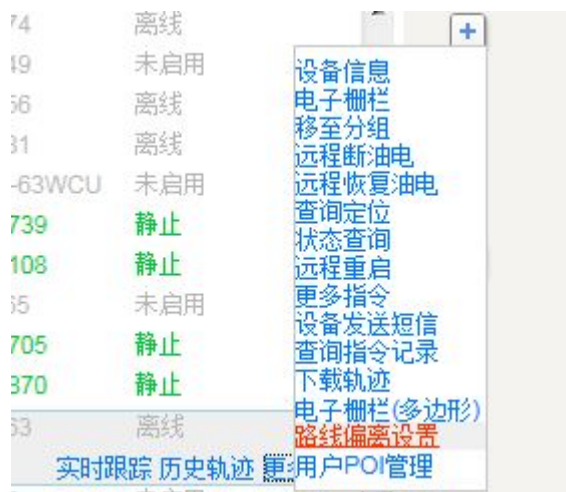 74 离线
49 未启用
56 离线
31 离线
-63WCU 未启用
739 静止
108 静止
65 未启用
705 静止
370 静止
63 离线
实时跟踪 历史轨迹 更
设备信息
电子栅栏
移至分组
远程断油电
远程恢复油电
查询定位
状态查询
远程重启
更多指令
设备发送短信
查询指令记录
下载轨迹
电子栅栏(多边形)
路线偏离设置
用户POI管理